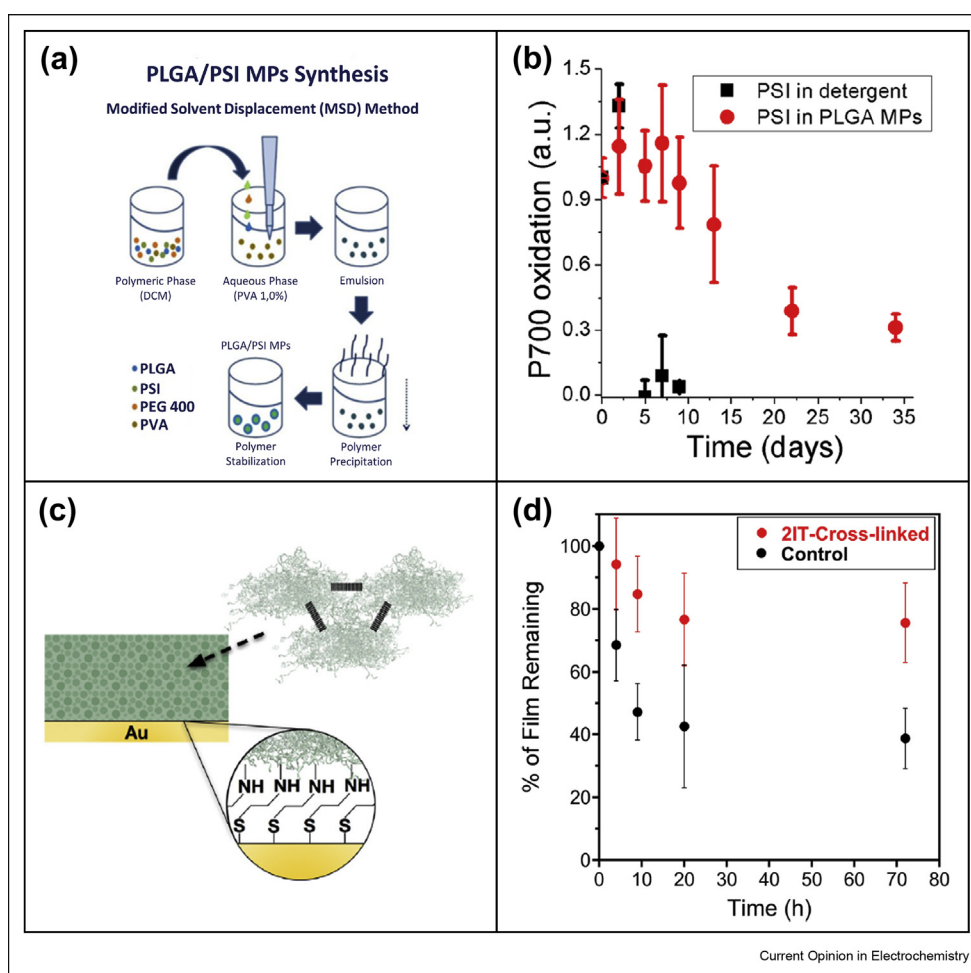 (a)
PLGA/PSI MPs Synthesis
Modified Solvent Displacement (MSD) Method
Polymeric Phase
(DCM)
Aqueous Phase
(PVA 1,0%)
Emulsion
PLGA/PSI MPs
PLGA
PSI
PEG 400
PVA
Polymer
Stabilization
Polymer
Precipitation
(b)
PSI in detergent
PSI in PLGA MPs
P700 oxidation (a.u.)
1.5
1.2
0.9
0.6
0.3
0.0
0 5 10 15 20 25 30 35
Time (days)
(c)
Au
NH NH NH NH
S S S S
(d)
2IT-Cross-linked
Control
% of Film Remaining
100
80
60
40
20
0
0 10 20 30 40 50 60 70 80
Time (h)
Current Opinion in Electrochemistry